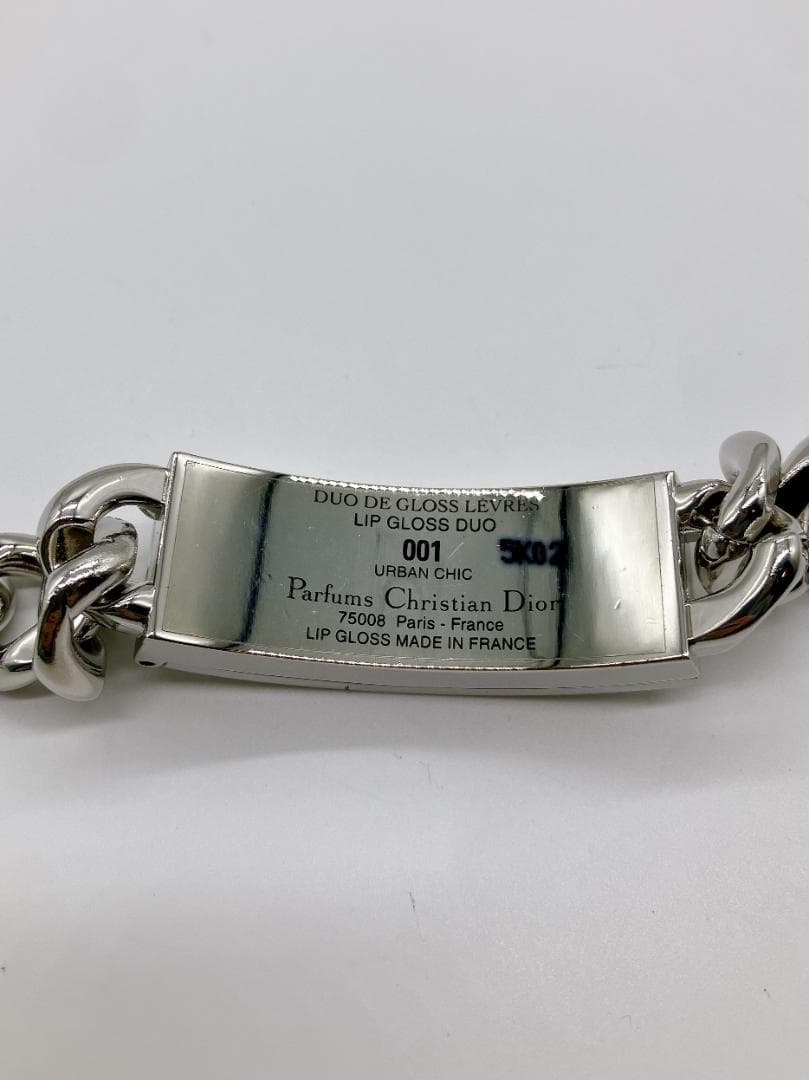 DUO DE GLOSS LÈVRES
LIP GLOSS DUO
001 5K02
URBAN CHIC
Parfums Christian Dior
75008 Paris - France
LIP GLOSS MADE IN FRANCE